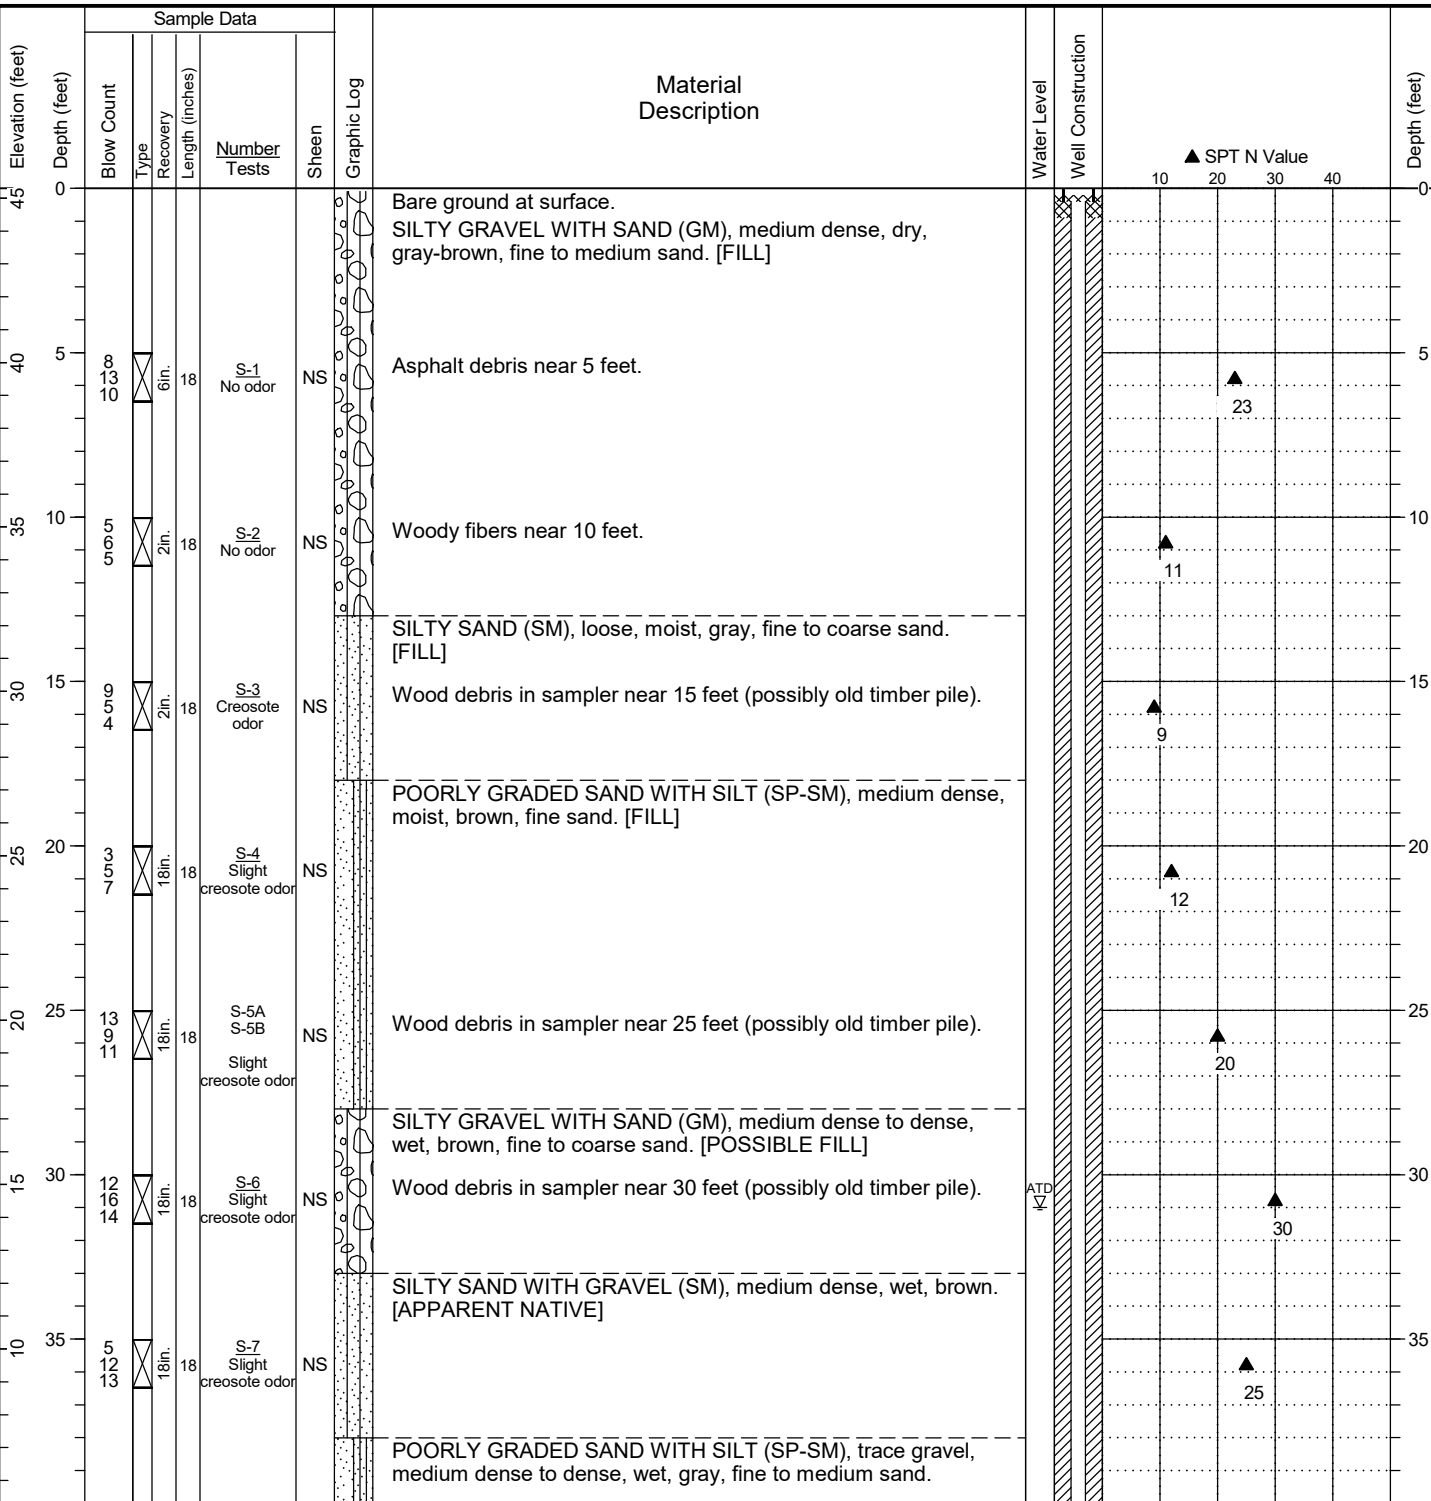 Sample Data
Elevation (feet)
Depth (feet)
Blow Count
Type
Recovery
Length (inches)
Number
Tests
Sheen
Graphic Log
Material
Description
Water Level
Well Construction
▲ SPT N Value
10 20 30 40
Depth (feet)
45 0 0
Bare ground at surface.
SILTY GRAVEL WITH SAND (GM), medium dense, dry,
gray-brown, fine to medium sand. [FILL]
40 5 5
8
13
10
6in.
18
S-1
No odor
NS
Asphalt debris near 5 feet.
23
35 10 10
5
6
5
2in.
18
S-2
No odor
NS
Woody fibers near 10 feet.
11
SILTY SAND (SM), loose, moist, gray, fine to coarse sand.
[FILL]
30 15 15
9
5
4
2in.
18
S-3
Creosote
odor
NS
Wood debris in sampler near 15 feet (possibly old timber pile).
9
POORLY GRADED SAND WITH SILT (SP-SM), medium dense,
moist, brown, fine sand. [FILL]
25 20 20
3
5
7
18in.
18
S-4
Slight
creosote odor
NS
12
20 25 25
13
9
11
18in.
18
S-5A
S-5B
Slight
creosote odor
NS
Wood debris in sampler near 25 feet (possibly old timber pile).
20
SILTY GRAVEL WITH SAND (GM), medium dense to dense,
wet, brown, fine to coarse sand. [POSSIBLE FILL]
15 30 30
12
16
14
18in.
18
S-6
Slight
creosote odor
NS
Wood debris in sampler near 30 feet (possibly old timber pile).
ATD
30
SILTY SAND WITH GRAVEL (SM), medium dense, wet, brown.
[APPARENT NATIVE]
10 35 35
5
12
13
18in.
18
S-7
Slight
creosote odor
NS
25
POORLY GRADED SAND WITH SILT (SP-SM), trace gravel,
medium dense to dense, wet, gray, fine to medium sand.